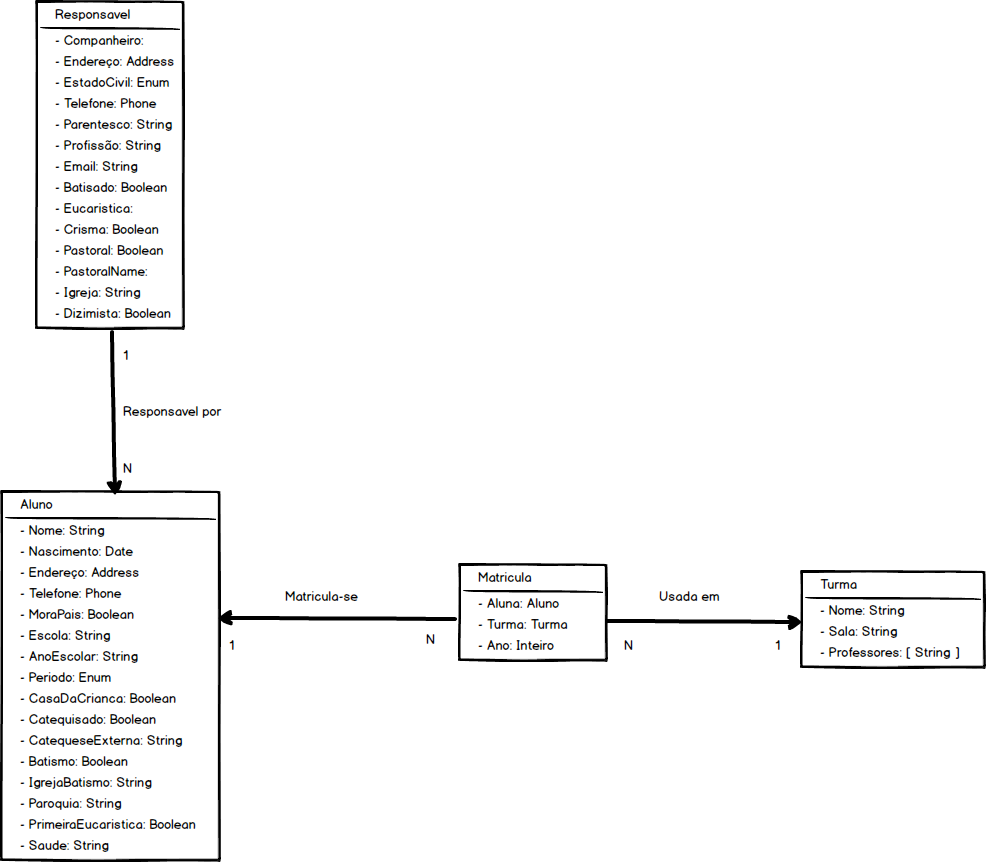 Responsavel
- Companheiro:
- Endereço: Address
- EstadoCivil: Enum
- Telefone: Phone
- Parentesco: String
- Profissão: String
- Email: String
- Batisado: Boolean
- Eucaristica:
- Crisma: Boolean
- Pastoral: Boolean
- PastoralName:
- Igreja: String
- Dizimista: Boolean
1
Responsavel por
N
Aluno
- Nome: String
- Nascimento: Date
- Endereço: Address
- Telefone: Phone
- MoraPais: Boolean
- Escola: String
- AnoEscolar: String
- Periodo: Enum
- CasaDaCrianca: Boolean
- Catequisado: Boolean
- CatequeseExterna: String
- Batismo: Boolean
- IgrejaBatismo: String
- Paroquia: String
- PrimeiraEucaristica: Boolean
- Saude: String
Matricula-se
1
N
Matricula
- Aluna: Aluno
- Turma: Turma
- Ano: Inteiro
Usada em
N
1
Turma
- Nome: String
- Sala: String
- Professores: [ String ]